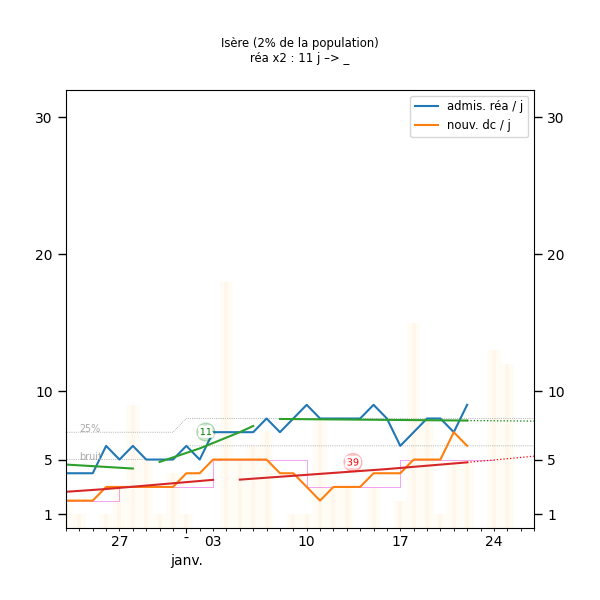 Isère (2% de la population)
réa x2 : 11 j –> _
admis. réa / j
nouv. dc / j
30 30
20 20
10 10
25%
11
bruit
39
5 5
1 1
27 - 03 10 17 24
janv.